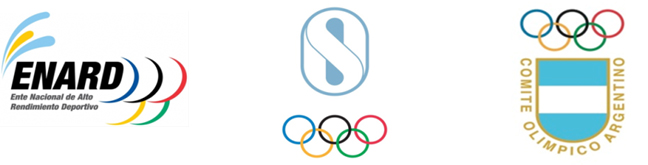 ENARD
Ente Nacional de Alto
Rendimiento Deportivo
COMITE OLIMPICO ARGENTINO